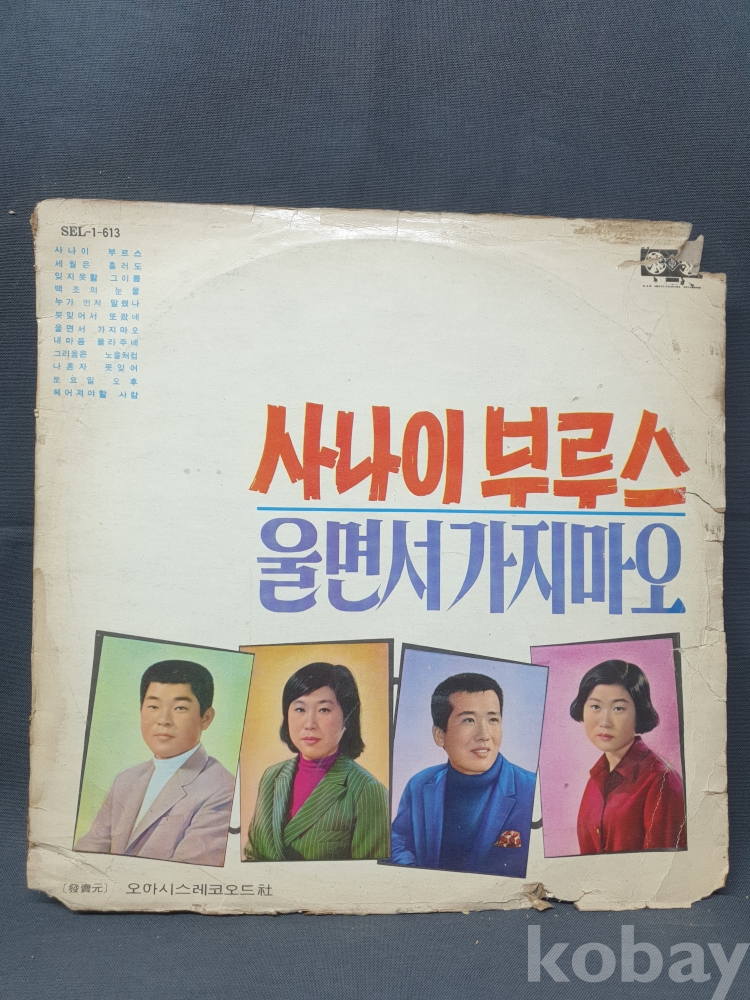 SEL-1-613
사나이 부르스
세월은 흘러도
잊지못할 그이름
백조의 눈물
누가 먼저 말했나
못잊어서 또왔네
울면서 가지마오
내마음 몰라주네
그리움은 노을처럼
나혼자 못잊어
토요일 오후
헤어져야할 사람
사나이 부루스
울면서가지마오
〔發賣元〕 오아시스레코오드社
kobay